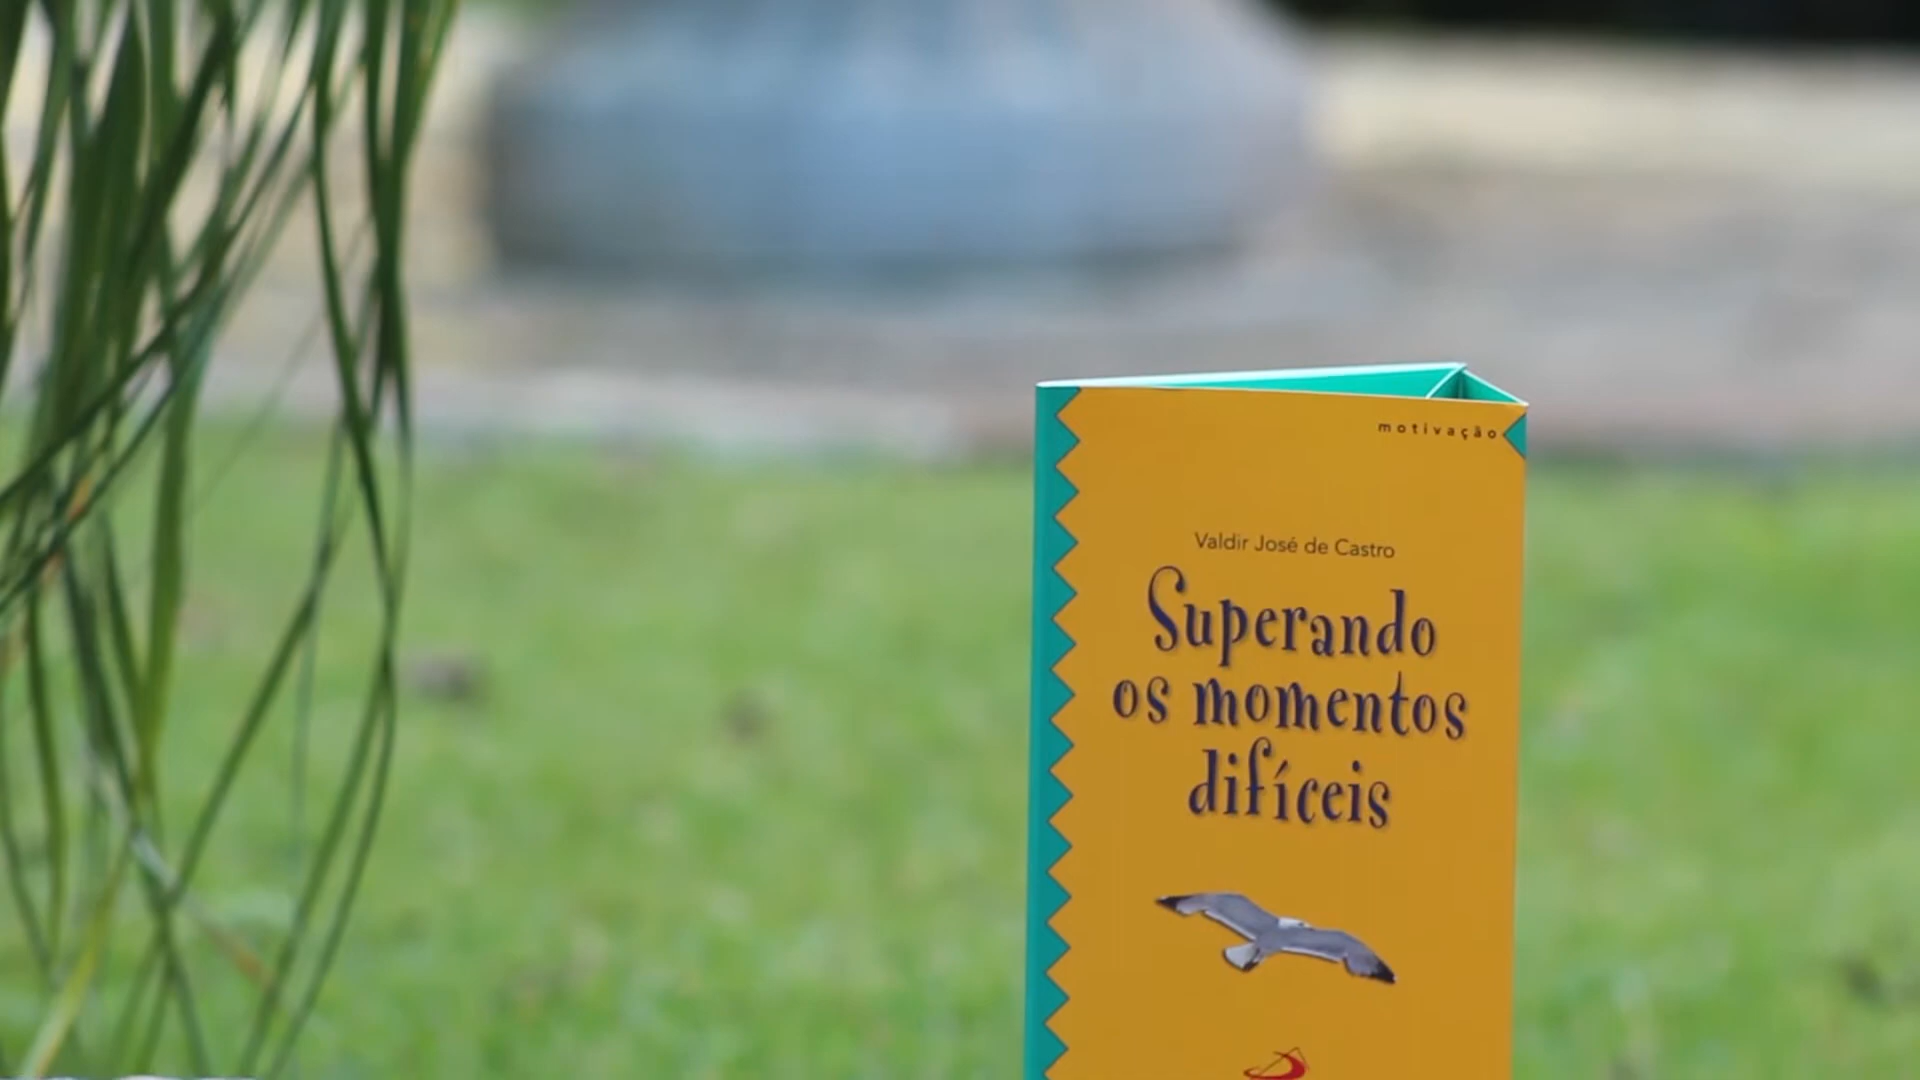 motivação
Valdir José de Castro
Superando
os momentos
difíceis